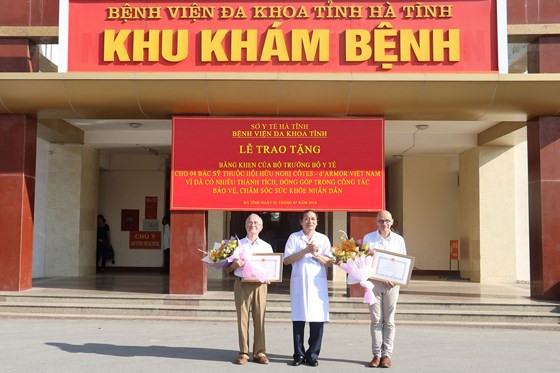 BỆNH VIỆN ĐA KHOA TỈNH HÀ TĨNH
KHU KHÁM BỆNH
SỞ Y TẾ HÀ TĨNH
BỆNH VIỆN ĐA KHOA TỈNH
LỄ TRAO TẶNG
BẰNG KHEN CỦA BỘ TRƯỞNG BỘ Y TẾ
CHO 04 BÁC SỸ THUỘC HỘI HỮU NGHỊ CÔTES - d'ARMOR VIỆT NAM
VÌ ĐÃ CÓ NHIỀU THÀNH TÍCH, ĐÓNG GÓP TRONG CÔNG TÁC
BẢO VỆ, CHĂM SÓC SỨC KHỎE NHÂN DÂN
CHÚ Ý